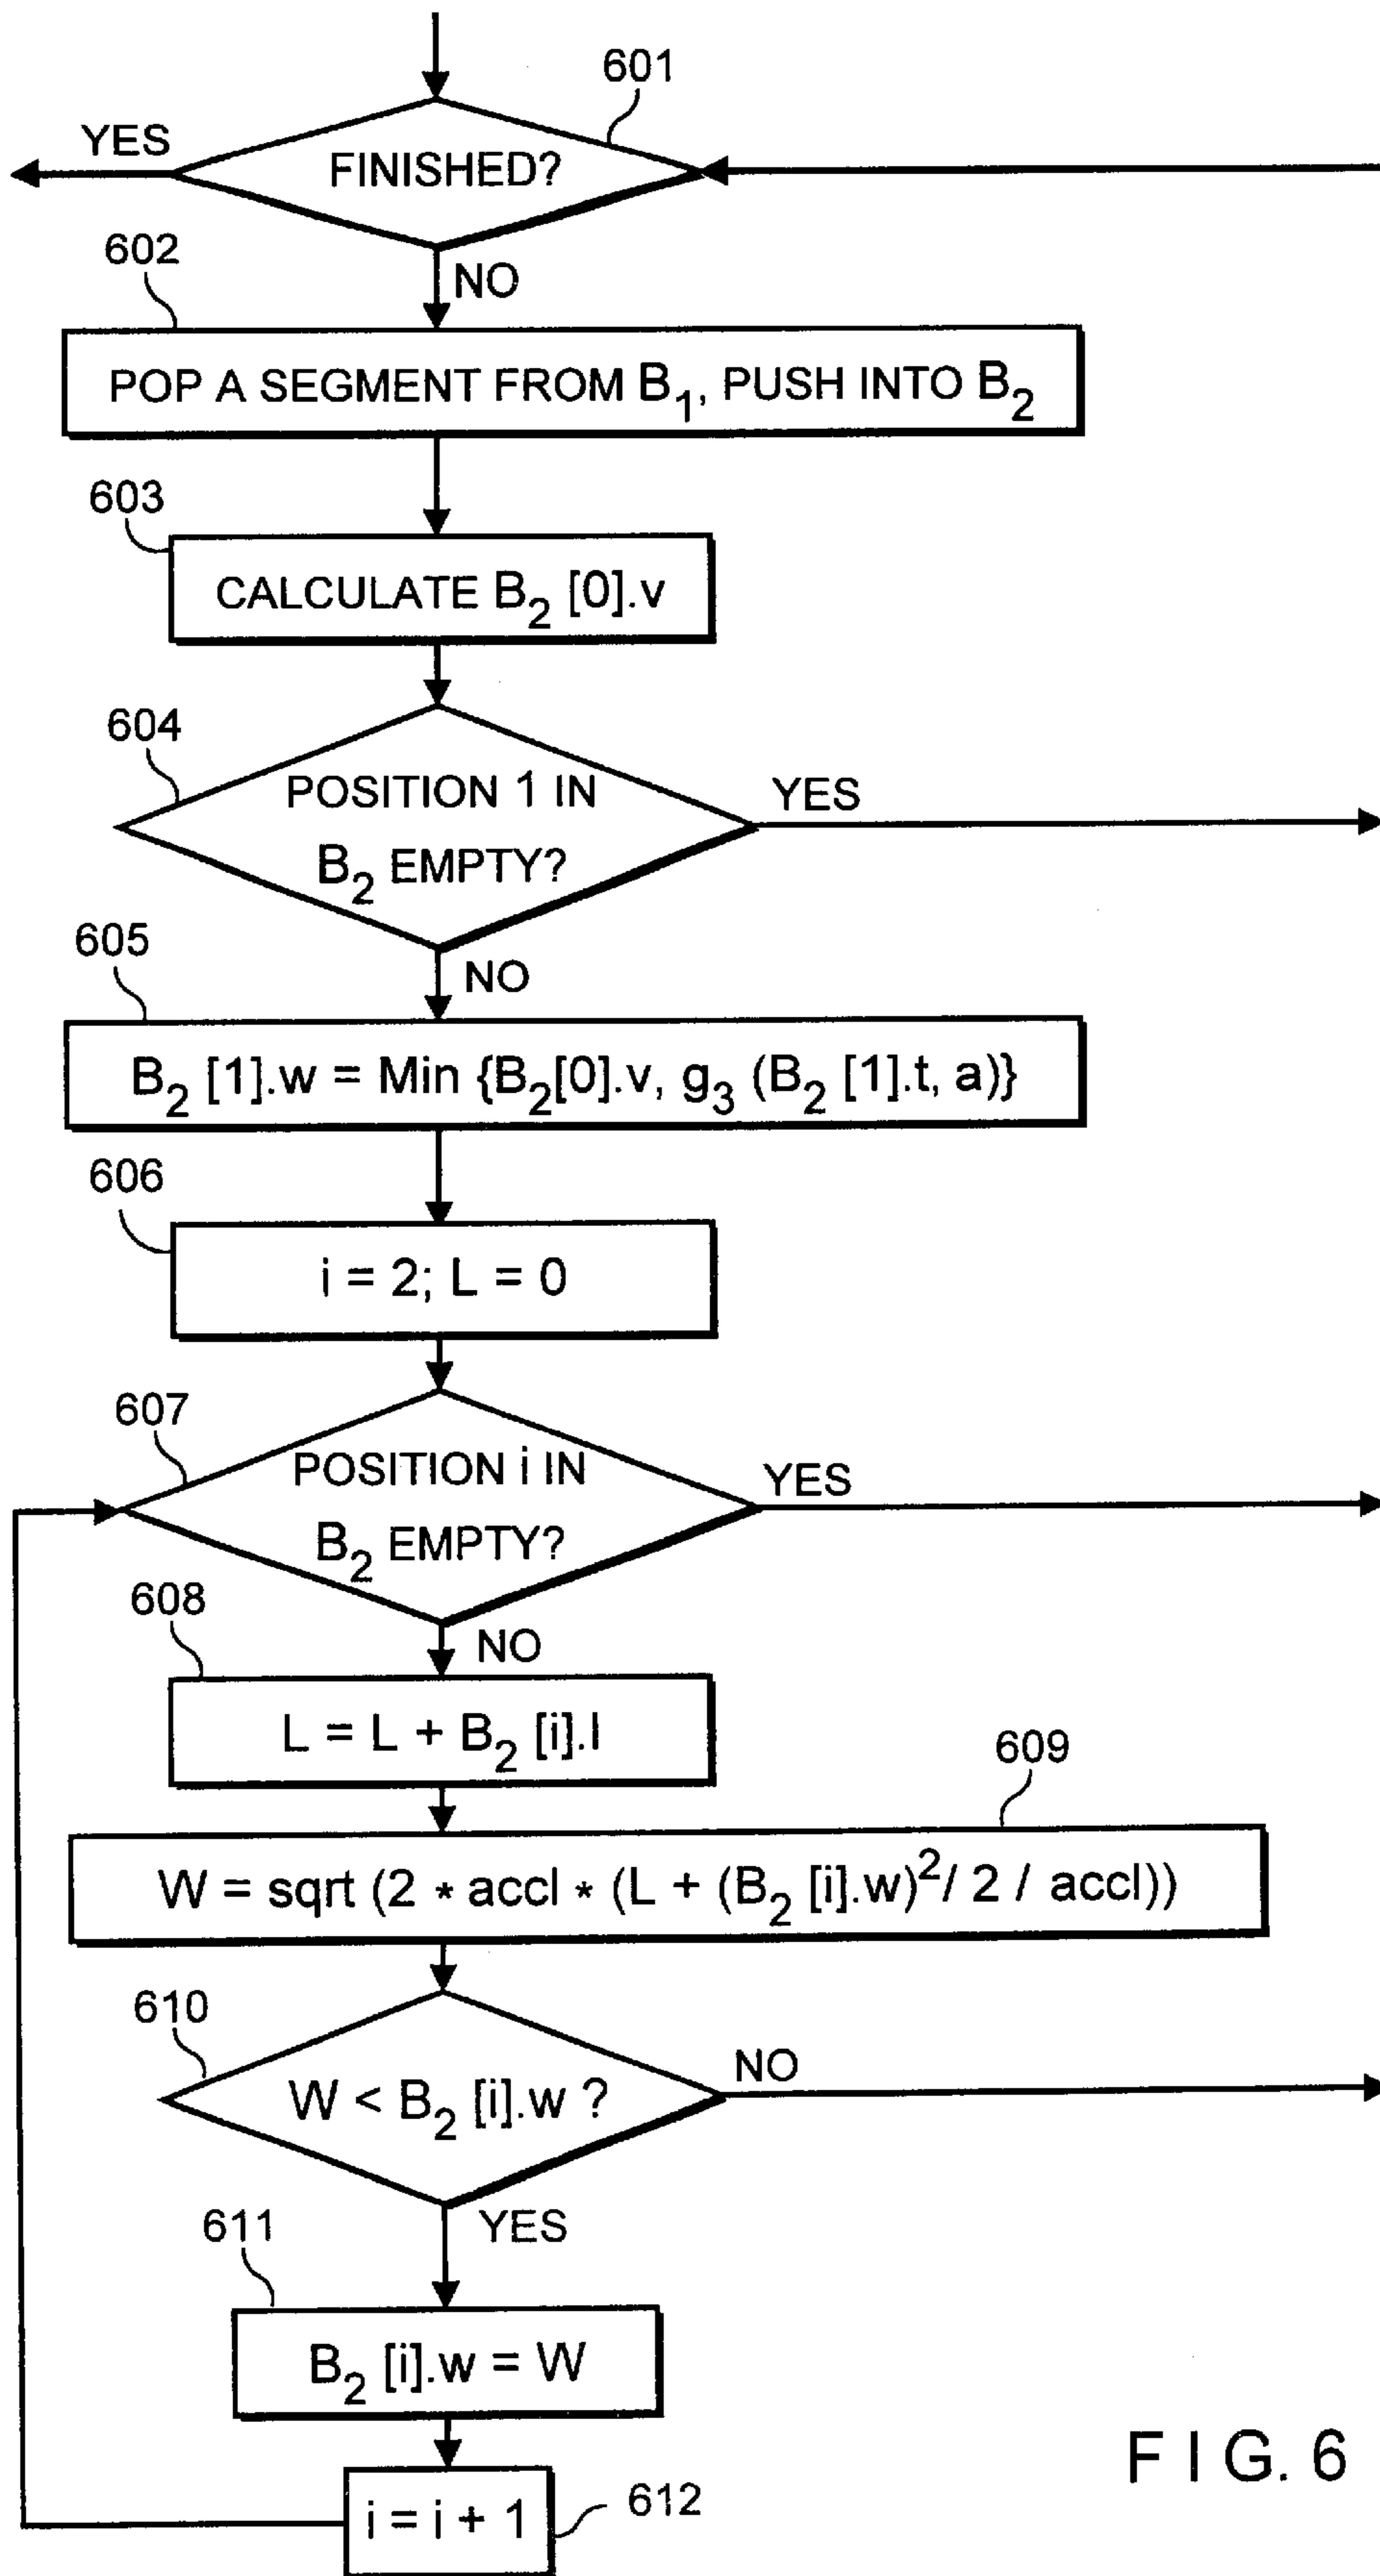 601
YES
FINISHED?
602
NO
POP A SEGMENT FROM B₁, PUSH INTO B₂
603
CALCULATE B₂ [0].v
604
POSITION 1 IN
YES
B₂ EMPTY?
605
NO
B₂ [1].w = Min {B₂[0].v, g₃ (B₂ [1].t, a)}
606
i = 2; L = 0
607
POSITION i IN
YES
B₂ EMPTY?
608
NO
L = L + B₂ [i].l
609
W = sqrt (2 * accl * (L + (B₂ [i].w)²/ 2 / accl))
610
NO
W < B₂ [i].w ?
611
YES
B₂ [i].w = W
i = i + 1
612
F I G. 6